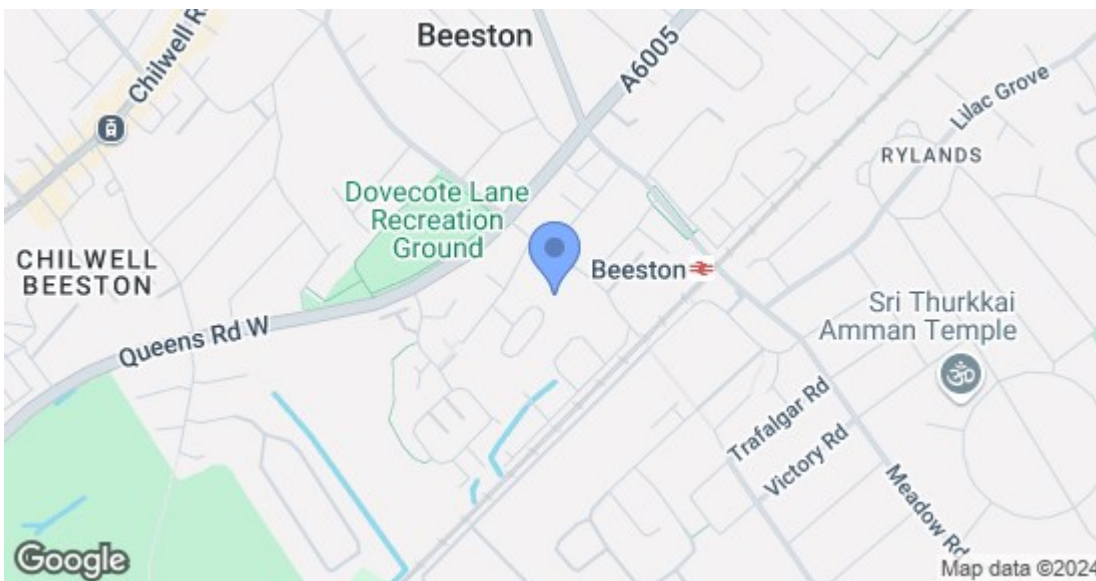 Beeston
A6005
Chilwell R
Lilac Grove
RYLANDS
Dovecote Lane
Recreation
Ground
CHILWELL
BEESTON
Beeston
Sri Thurkkai
Amman Temple
ॐ
Queens Rd W
Trafalgar Rd
Victory Rd
Meadow Rd
Google
Map data ©2024